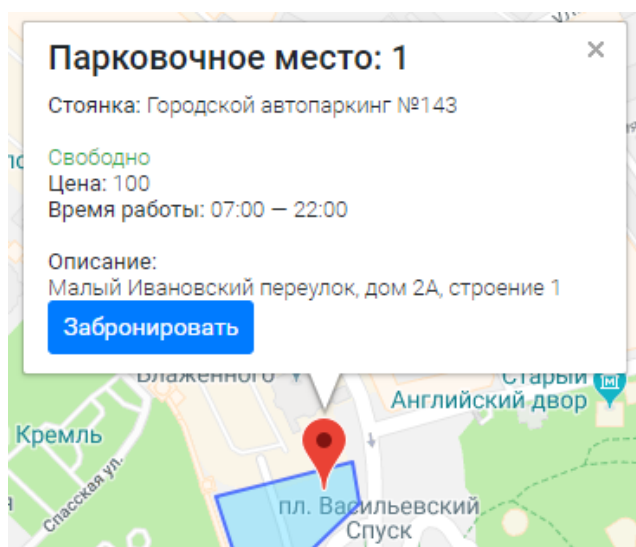 Парковочное место: 1
×
Стоянка: Городской автопаркинг №143
Свободно
Цена: 100
Время работы: 07:00 — 22:00
Описание:
Малый Ивановский переулок, дом 2А, строение 1
Забронировать
Блаженного
Старый
Английский двор
Кремль
Спасская ул.
пл. Васильевский
Спуск